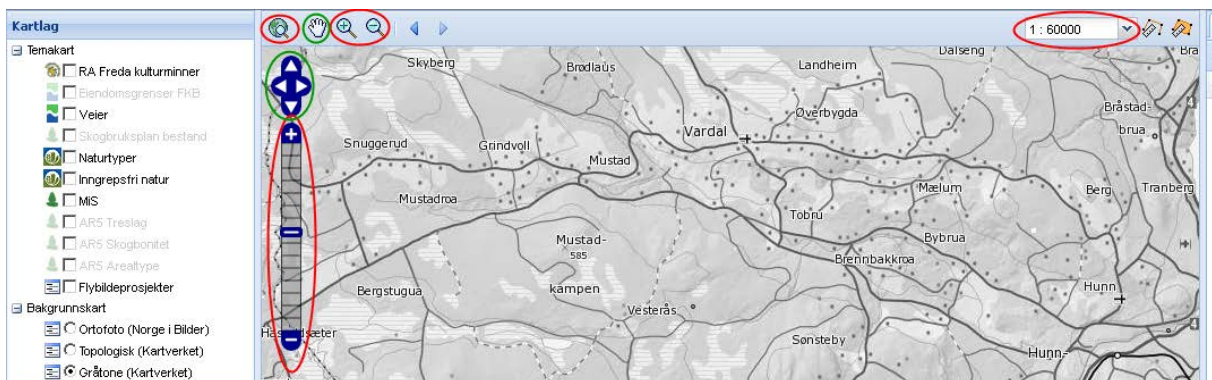 Kartlag
1 : 60000
Temakart
RA Freda kulturminner
Eiendomsgrenser FKB
Veier
Skogbruksplan bestand
Naturtyper
Inngrepsfri natur
MiS
AR5 Treslag
AR5 Skogbonitet
AR5 Arealtype
Flybildeprosjekter
Bakgrunnskart
Ortofoto (Norge i Bilder)
Topologisk (Kartverket)
Gråtone (Kartverket)
Dalseng
Bra
Skyberg
Brødlaus
Landheim
Øverbygda
Bråstad-
brua
Vardal
Snuggerud
Grindvoll
Mustad
Mustadroa
Mælum
Berg
Tranberg
Tobru
Mustad-
585
kampen
Bybrua
Brennbakkroa
Bergstugua
Hunn
Vesterås
Sønsteby
Hunn-